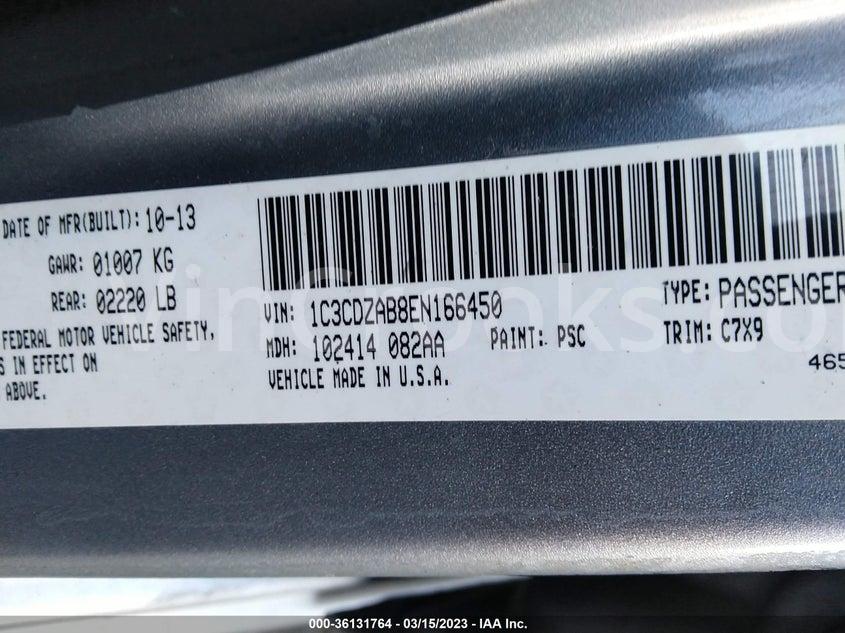 DATE OF MFR(BUILT): 10-13
GAWR: 01007 KG
REAR: 02220 LB
FEDERAL MOTOR VEHICLE SAFETY,
S IN EFFECT ON
ABOVE.
VIN: 1C3CDZAB8EN166450
TYPE: PASSENGER
MDH: 102414 082AA
PAINT: PSC
TRIM: C7X9
VEHICLE MADE IN U.S.A.
465
000-36131764 — 03/15/2023 — IAA Inc.